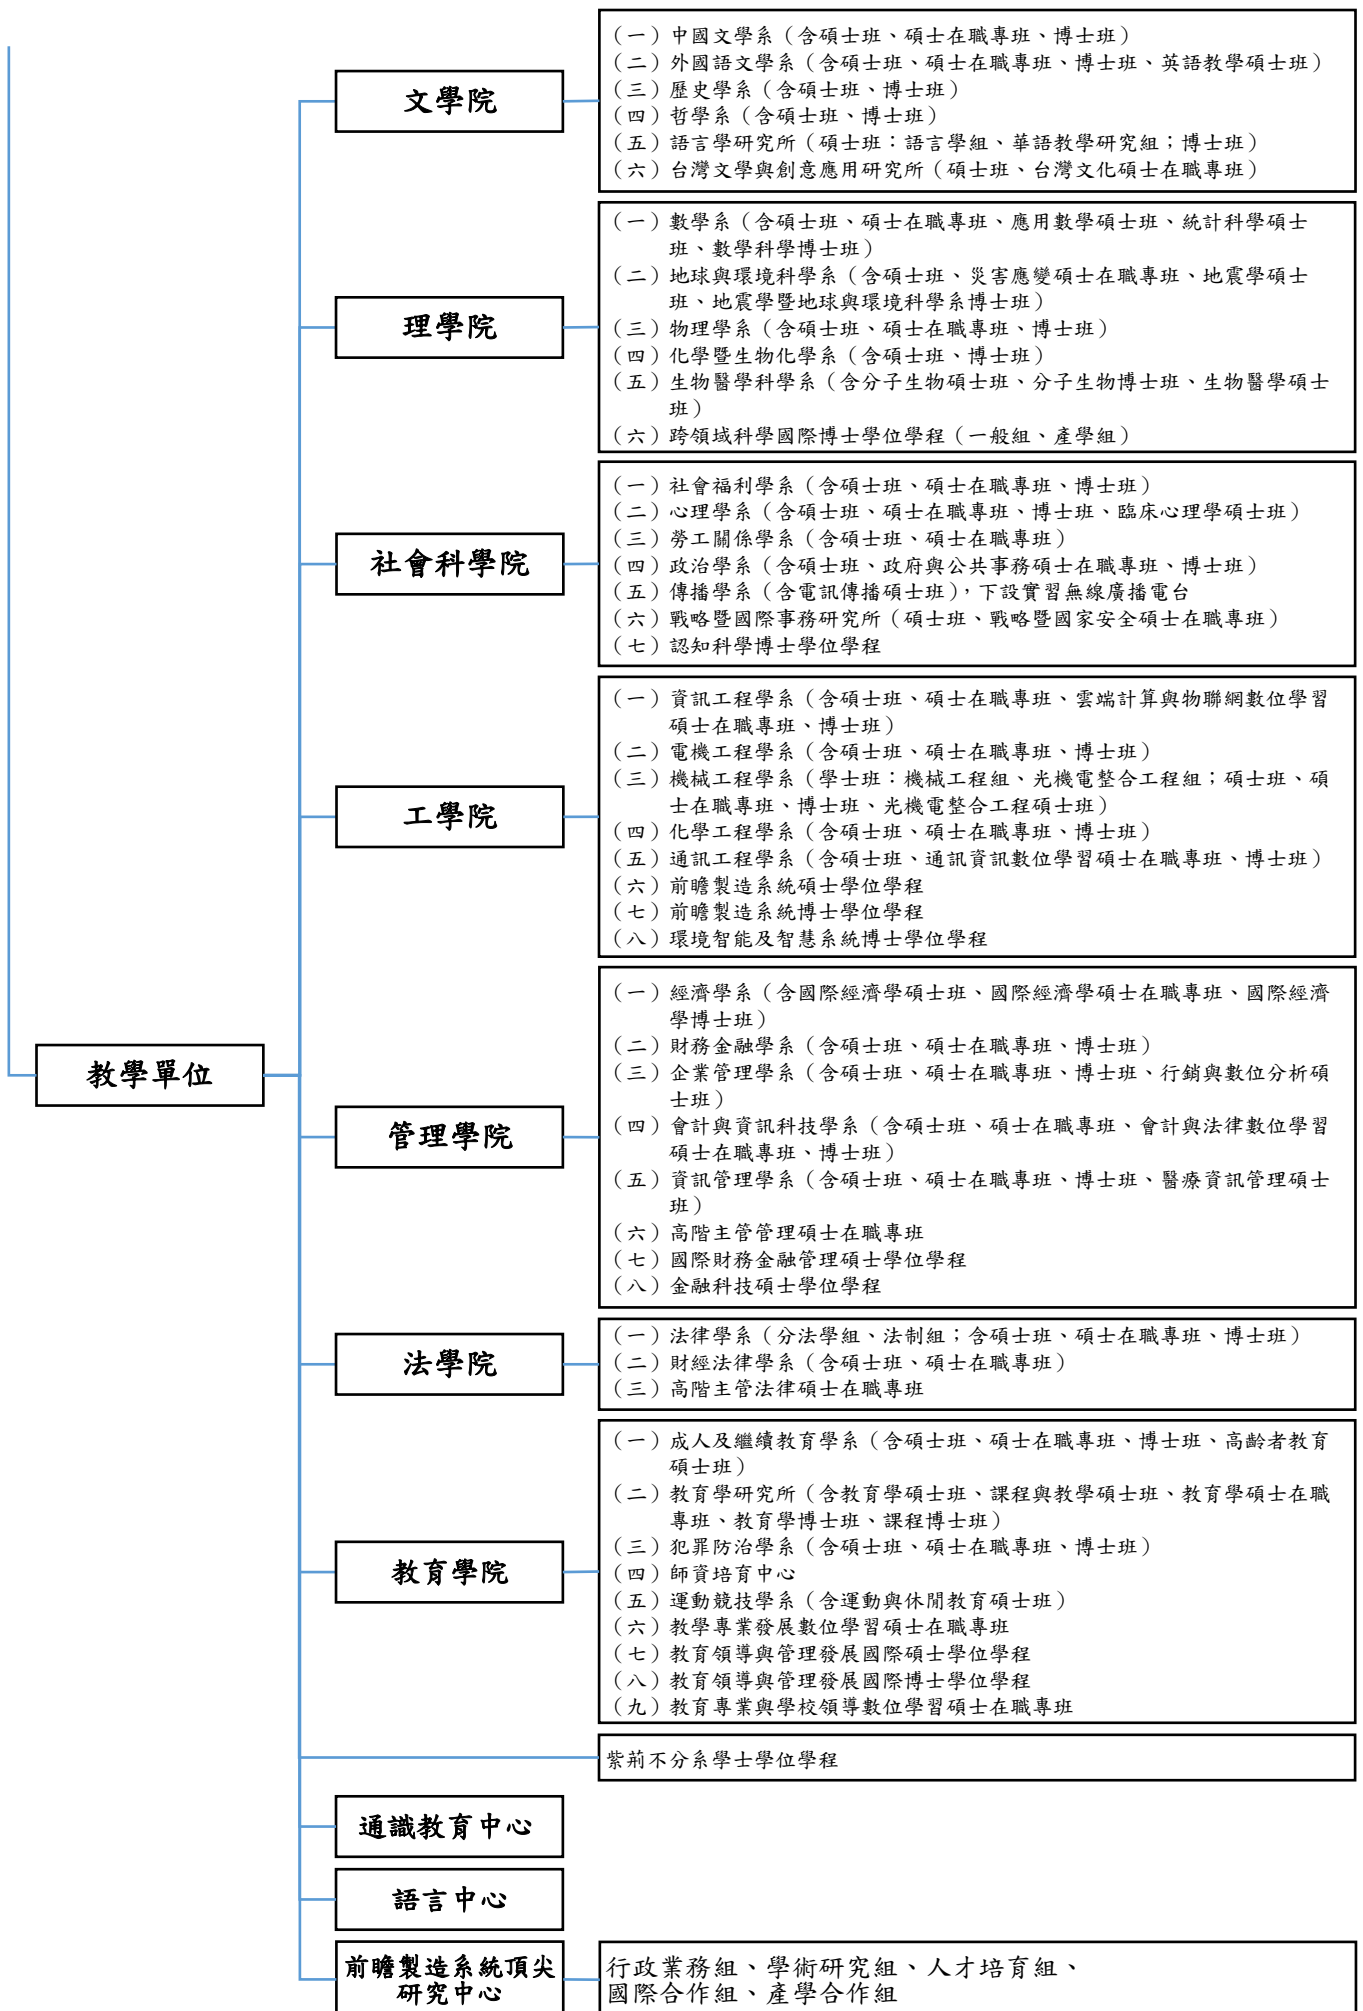 教學單位
文學院
（一）中國文學系（含碩士班、碩士在職專班、博士班）
（二）外國語文學系（含碩士班、碩士在職專班、博士班、英語教學碩士班）
（三）歷史學系（含碩士班、博士班）
（四）哲學系（含碩士班、博士班）
（五）語言學研究所（碩士班：語言學組、華語教學研究組；博士班）
（六）台灣文學與創意應用研究所（碩士班、台灣文化碩士在職專班）
理學院
（一）數學系（含碩士班、碩士在職專班、應用數學碩士班、統計科學碩士
班、數學科學博士班）
（二）地球與環境科學系（含碩士班、災害應變碩士在職專班、地震學碩士
班、地震學暨地球與環境科學系博士班）
（三）物理學系（含碩士班、碩士在職專班、博士班）
（四）化學暨生物化學系（含碩士班、博士班）
（五）生物醫學科學系（含分子生物碩士班、分子生物博士班、生物醫學碩士
班）
（六）跨領域科學國際博士學位學程（一般組、產學組）
社會科學院
（一）社會福利學系（含碩士班、碩士在職專班、博士班）
（二）心理學系（含碩士班、碩士在職專班、博士班、臨床心理學碩士班）
（三）勞工關係學系（含碩士班、碩士在職專班）
（四）政治學系（含碩士班、政府與公共事務碩士在職專班、博士班）
（五）傳播學系（含電訊傳播碩士班），下設實習無線廣播電台
（六）戰略暨國際事務研究所（碩士班、戰略暨國家安全碩士在職專班）
（七）認知科學博士學位學程
工學院
（一）資訊工程學系（含碩士班、碩士在職專班、雲端計算與物聯網數位學習
碩士在職專班、博士班）
（二）電機工程學系（含碩士班、碩士在職專班、博士班）
（三）機械工程學系（學士班：機械工程組、光機電整合工程組；碩士班、碩
士在職專班、博士班、光機電整合工程碩士班）
（四）化學工程學系（含碩士班、碩士在職專班、博士班）
（五）通訊工程學系（含碩士班、通訊資訊數位學習碩士在職專班、博士班）
（六）前瞻製造系統碩士學位學程
（七）前瞻製造系統博士學位學程
（八）環境智能及智慧系統博士學位學程
管理學院
（一）經濟學系（含國際經濟學碩士班、國際經濟學碩士在職專班、國際經濟
學博士班）
（二）財務金融學系（含碩士班、碩士在職專班、博士班）
（三）企業管理學系（含碩士班、碩士在職專班、博士班、行銷與數位分析碩
士班）
（四）會計與資訊科技學系（含碩士班、碩士在職專班、會計與法律數位學習
碩士在職專班、博士班）
（五）資訊管理學系（含碩士班、碩士在職專班、博士班、醫療資訊管理碩士
班）
（六）高階主管管理碩士在職專班
（七）國際財務金融管理碩士學位學程
（八）金融科技碩士學位學程
法學院
（一）法律學系（分法學組、法制組；含碩士班、碩士在職專班、博士班）
（二）財經法律學系（含碩士班、碩士在職專班）
（三）高階主管法律碩士在職專班
教育學院
（一）成人及繼續教育學系（含碩士班、碩士在職專班、博士班、高齡者教育
碩士班）
（二）教育學研究所（含教育學碩士班、課程與教學碩士班、教育學碩士在職
專班、教育學博士班、課程博士班）
（三）犯罪防治學系（含碩士班、碩士在職專班、博士班）
（四）師資培育中心
（五）運動競技學系（含運動與休閒教育碩士班）
（六）教學專業發展數位學習碩士在職專班
（七）教育領導與管理發展國際碩士學位學程
（八）教育領導與管理發展國際博士學位學程
（九）教育專業與學校領導數位學習碩士在職專班
紫荊不分系學士學位學程
通識教育中心
語言中心
前瞻製造系統頂尖
研究中心
行政業務組、學術研究組、人才培育組、
國際合作組、產學合作組